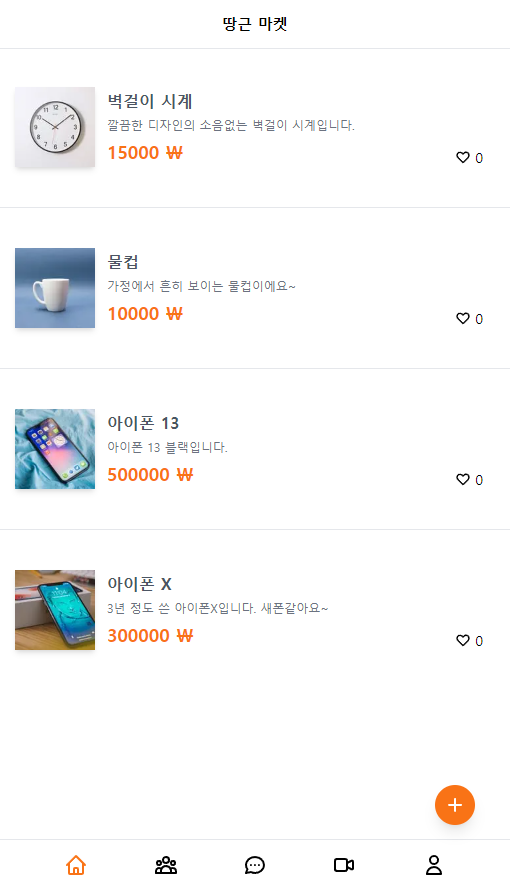 땅근 마켓
벽걸이 시계
깔끔한 디자인의 소음없는 벽걸이 시계입니다.
15000 ₩
0
물컵
가정에서 흔히 보이는 물컵이에요~
10000 ₩
0
아이폰 13
아이폰 13 블랙입니다.
500000 ₩
0
아이폰 X
3년 정도 쓴 아이폰X입니다. 새폰같아요~
300000 ₩
0